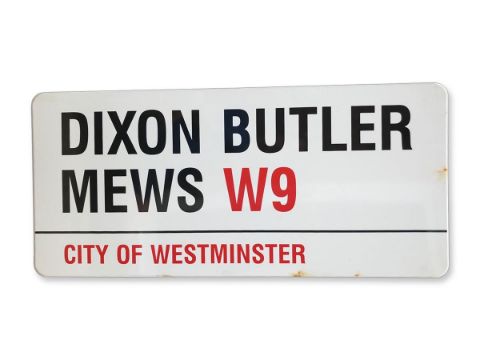 DIXON BUTLER
MEWS W9
CITY OF WESTMINSTER